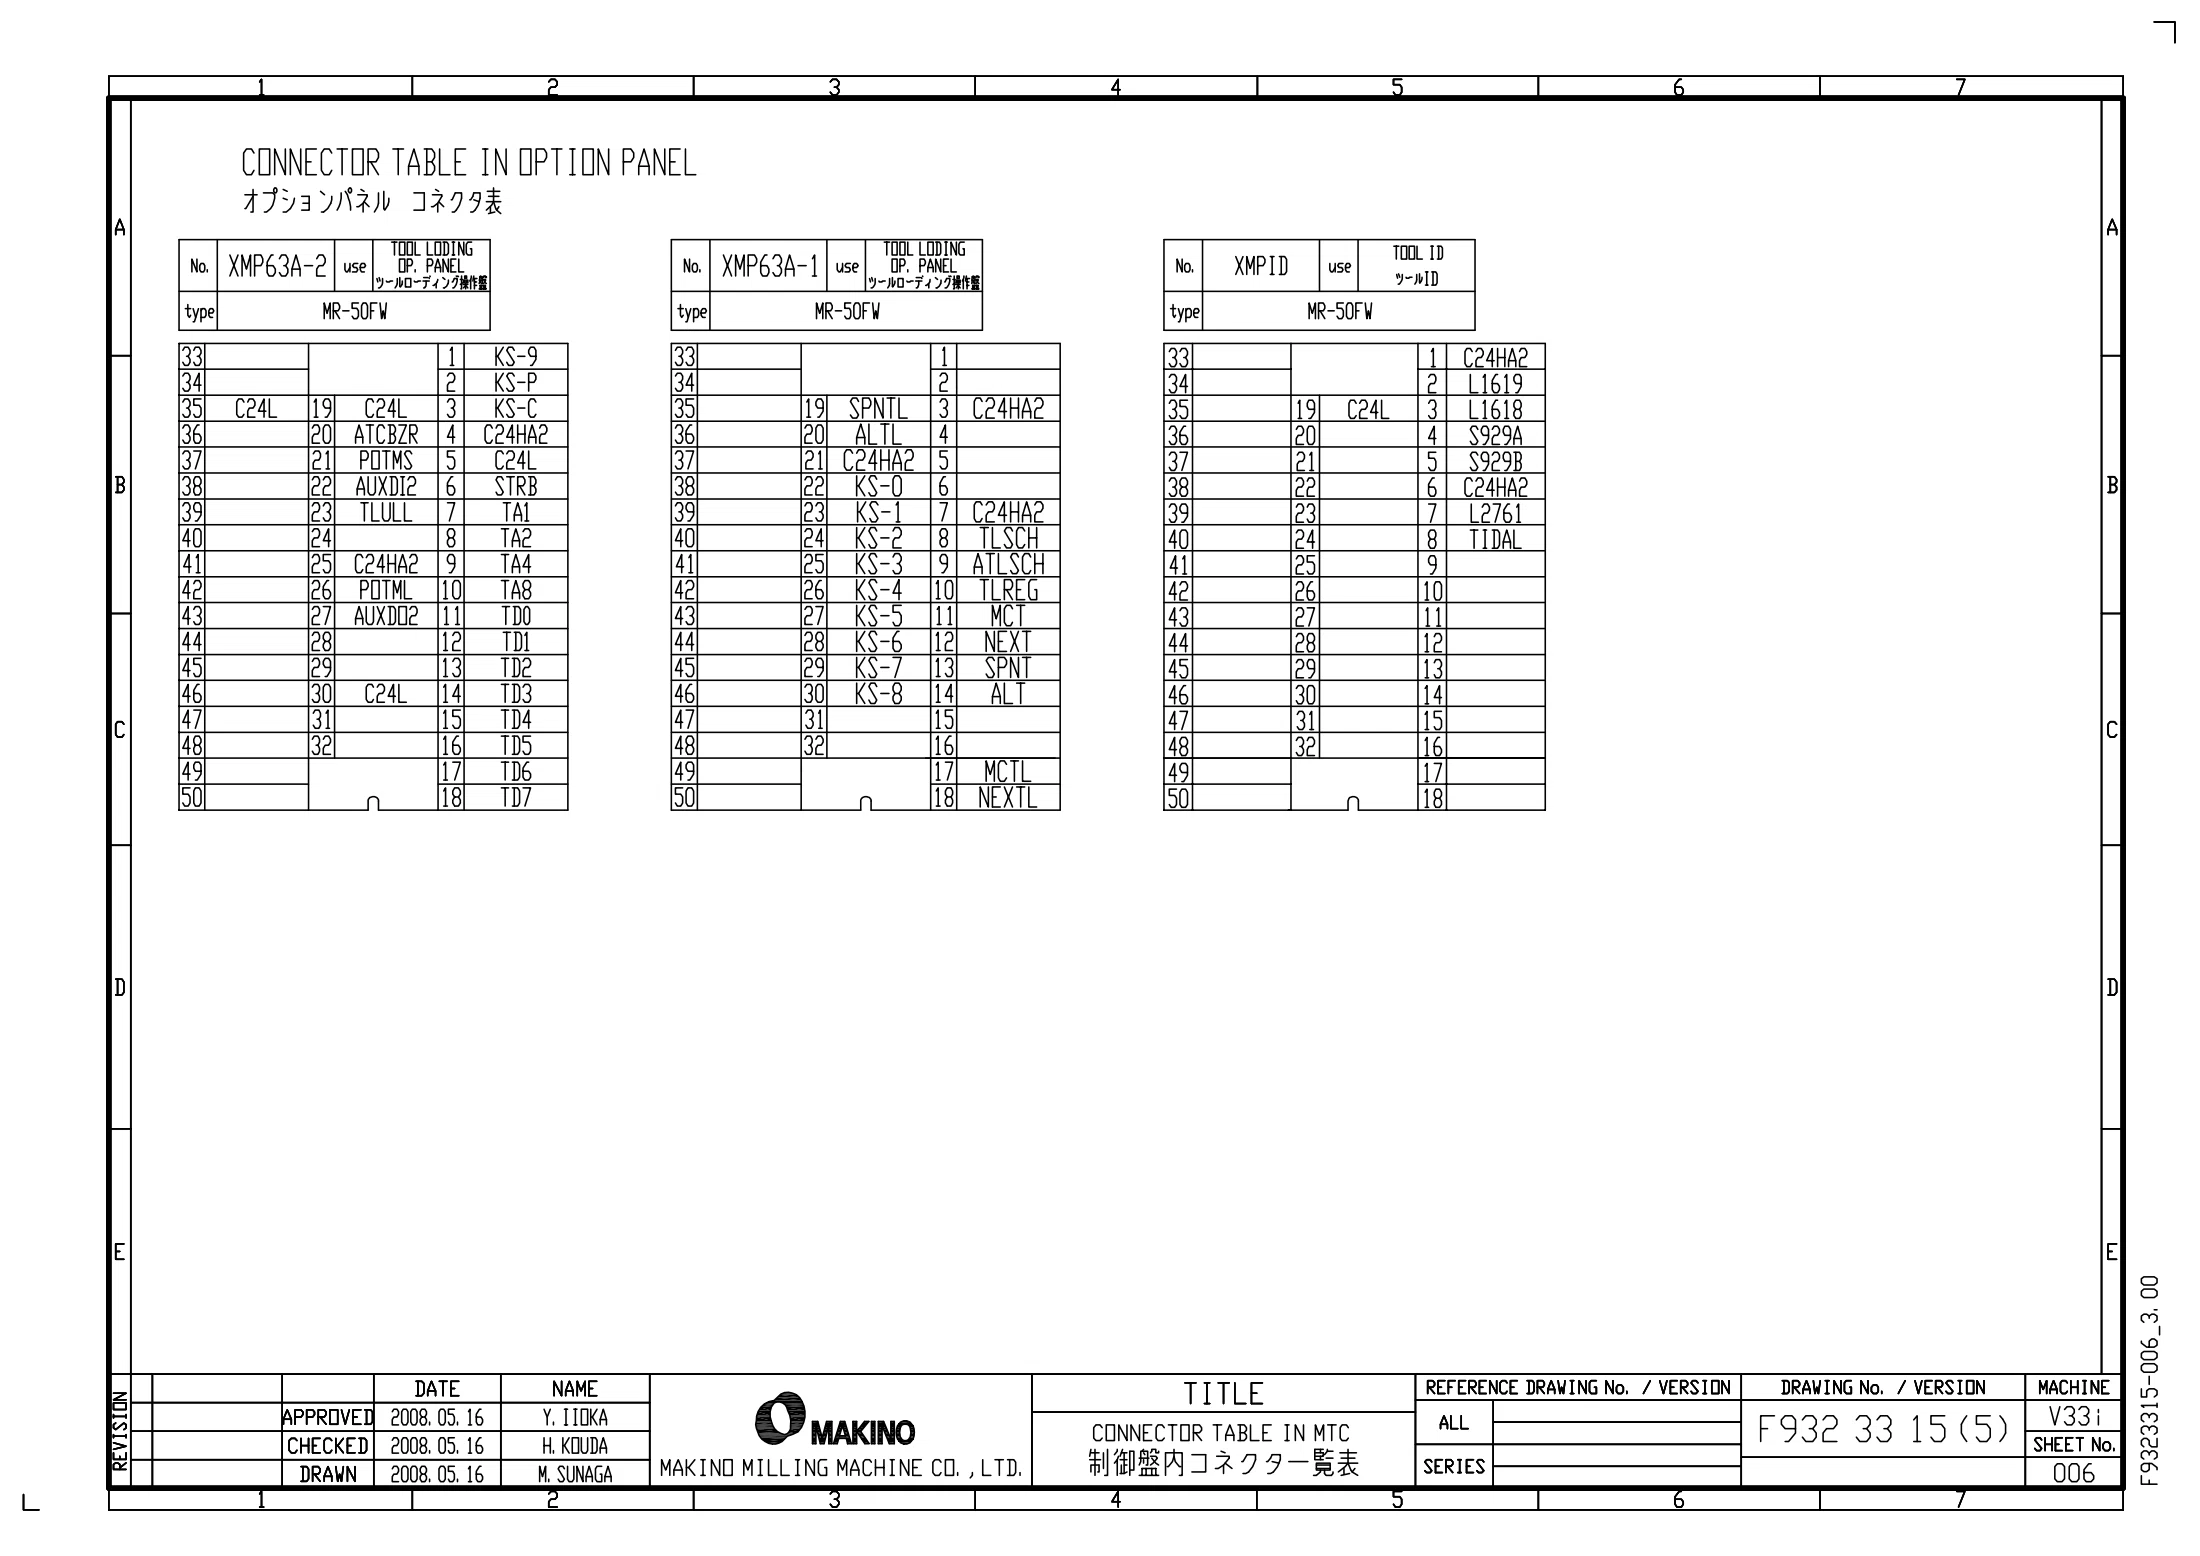 1 2 3 4 5 6 7
CONNECTOR TABLE IN OPTION PANEL
オプションパネル コネクタ表
A A
B B
C C
D D
E E
No. XMP63A-2 use TOOL LODING
OP. PANEL
ツールローディング操作盤
type MR-50FW
33 1 KS-9
34 2 KS-P
35 C24L 19 C24L 3 KS-C
36 20 ATCBZR 4 C24HA2
37 21 POTMS 5 C24L
38 22 AUXDI2 6 STRB
39 23 TLULL 7 TA1
40 24 8 TA2
41 25 C24HA2 9 TA4
42 26 POTML 10 TA8
43 27 AUXDO2 11 TD0
44 28 12 TD1
45 29 13 TD2
46 30 C24L 14 TD3
47 31 15 TD4
48 32 16 TD5
49 17 TD6
50 18 TD7
No. XMP63A-1 use TOOL LODING
OP. PANEL
ツールローディング操作盤
type MR-50FW
33 1
34 2
35 19 SPNTL 3 C24HA2
36 20 ALTL 4
37 21 C24HA2 5
38 22 KS-0 6
39 23 KS-1 7 C24HA2
40 24 KS-2 8 TLSCH
41 25 KS-3 9 ATLSCH
42 26 KS-4 10 TLREG
43 27 KS-5 11 MCT
44 28 KS-6 12 NEXT
45 29 KS-7 13 SPNT
46 30 KS-8 14 ALT
47 31 15
48 32 16
49 17 MCTL
50 18 NEXTL
No. XMPID use TOOL ID
ツールID
type MR-50FW
33 1 C24HA2
34 2 L1619
35 19 C24L 3 L1618
36 20 4 S929A
37 21 5 S929B
38 22 6 C24HA2
39 23 7 L2761
40 24 8 TIDAL
41 25 9
42 26 10
43 27 11
44 28 12
45 29 13
46 30 14
47 31 15
48 32 16
49 17
50 18
REVISION
DATE NAME
APPROVED 2008. 05. 16 Y. IIOKA
CHECKED 2008. 05. 16 H. KOUDA
DRAWN 2008. 05. 16 M. SUNAGA
MAKINO
MAKINO MILLING MACHINE CO. , LTD.
TITLE
CONNECTOR TABLE IN MTC
制御盤内コネクター覧表
REFERENCE DRAWING No. / VERSION
ALL
SERIES
DRAWING No. / VERSION
F932 33 15(5)
MACHINE
V33i
SHEET No.
006
F9323315-006_3. 00
1 2 3 4 5 6 7